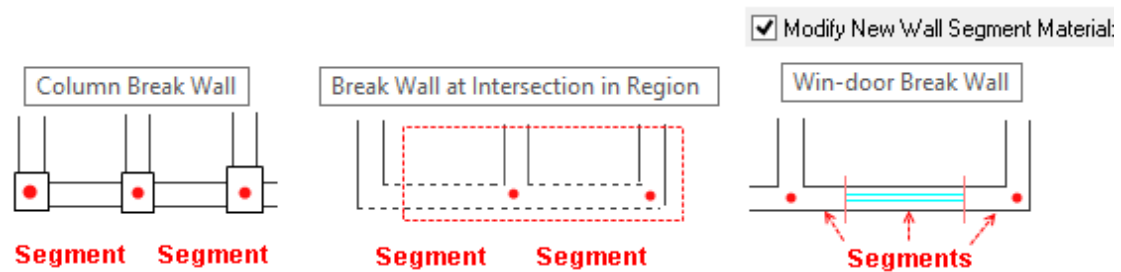 Modify New Wall Segment Material:
Column Break Wall
Break Wall at Intersection in Region
Win-door Break Wall
Segment Segment
Segment Segment
Segments